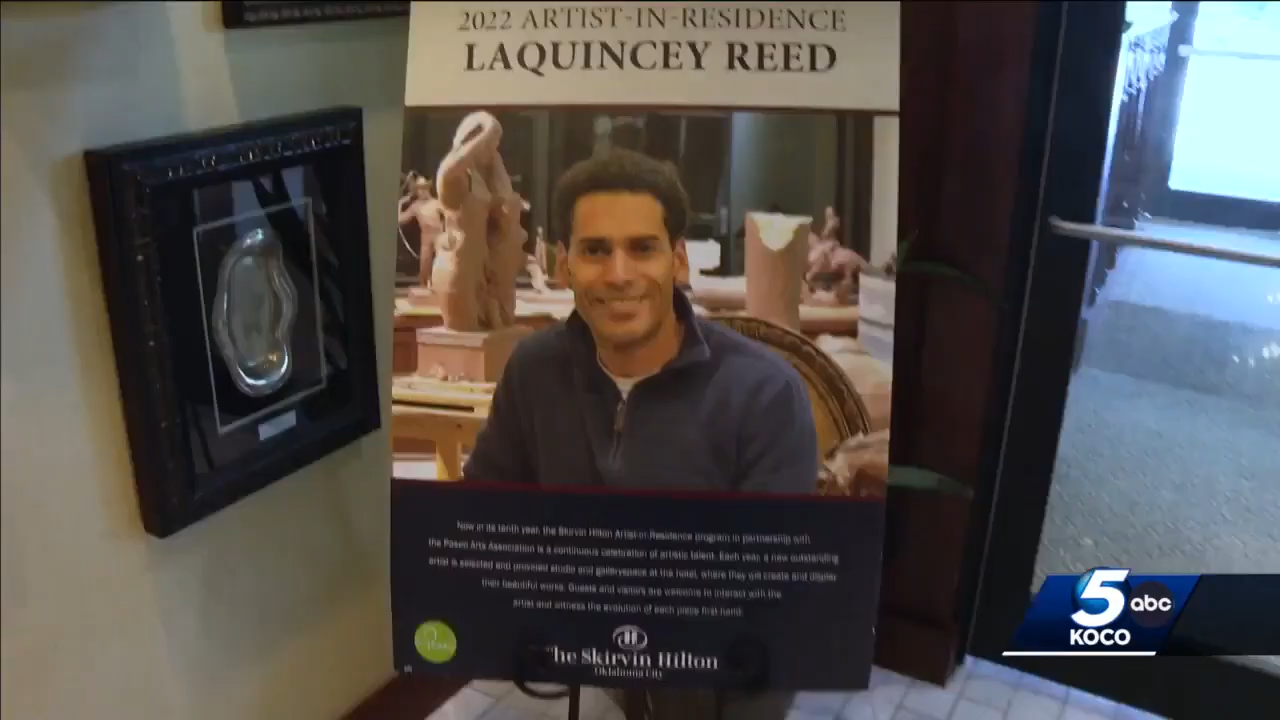 2022 ARTIST-IN-RESIDENCE
LAQUINCEY REED
Now in its tenth year, the Skirvin Hilton Artist-in-Residence program in partnership with
the Paseo Arts Association is a continuous celebration of artistic talent. Each year, a new outstanding
artist is selected and provided studio and galleryspace at the hotel, where they will create and display
their beautiful works. Guests and visitors are welcome to interact with the
artist and witness the evolution of each piece first hand.
The Skirvin Hilton
Oklahoma City
5 abc
KOCO